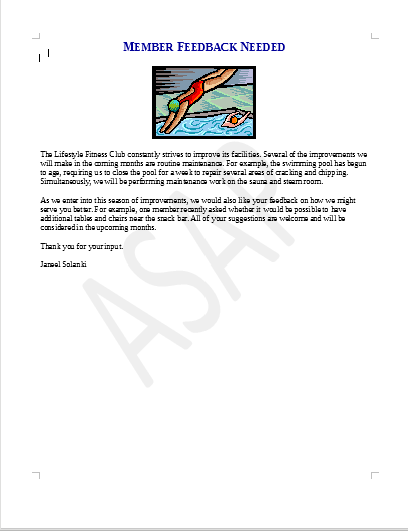 MEMBER FEEDBACK NEEDED
The Lifestyle Fitness Club constantly strives to improve its facilities. Several of the improvements we
will make in the coming months are routine maintenance. For example, the swimming pool has begun
to age, requiring us to close the pool for a week to repair several areas of cracking and chipping.
Simultaneously, we will be performing maintenance work on the sauna and steam room.
As we enter into this season of improvements, we would also like your feedback on how we might
serve you better. For example, one member recently asked whether it would be possible to have
additional tables and chairs near the snack bar. All of your suggestions are welcome and will be
considered in the upcoming months.
Thank you for your input.
Janeel Solanki
ASAP